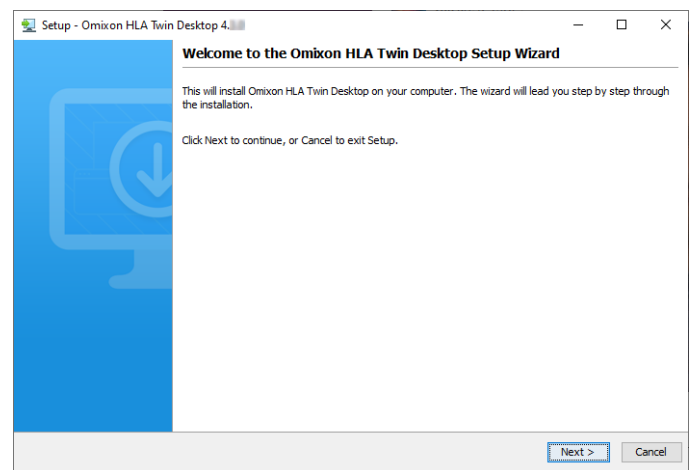 Setup - Omixon HLA Twin Desktop 4.
Welcome to the Omixon HLA Twin Desktop Setup Wizard
This will install Omixon HLA Twin Desktop on your computer. The wizard will lead you step by step through
the installation.
Click Next to continue, or Cancel to exit Setup.
Next >
Cancel